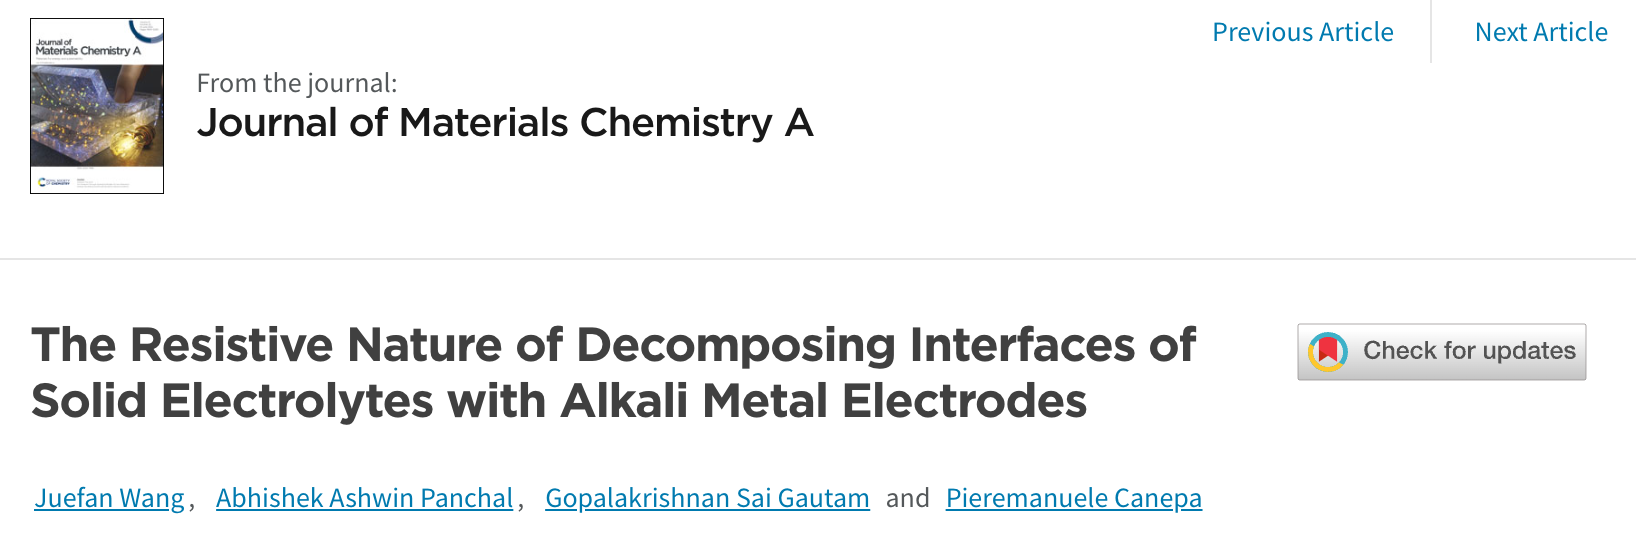 Previous Article
Next Article
Journal of
Materials Chemistry A
From the journal:
Journal of Materials Chemistry A
The Resistive Nature of Decomposing Interfaces of
Solid Electrolytes with Alkali Metal Electrodes
Check for updates
Juefan Wang, Abhishek Ashwin Panchal, Gopalakrishnan Sai Gautam and Pieremanuele Canepa